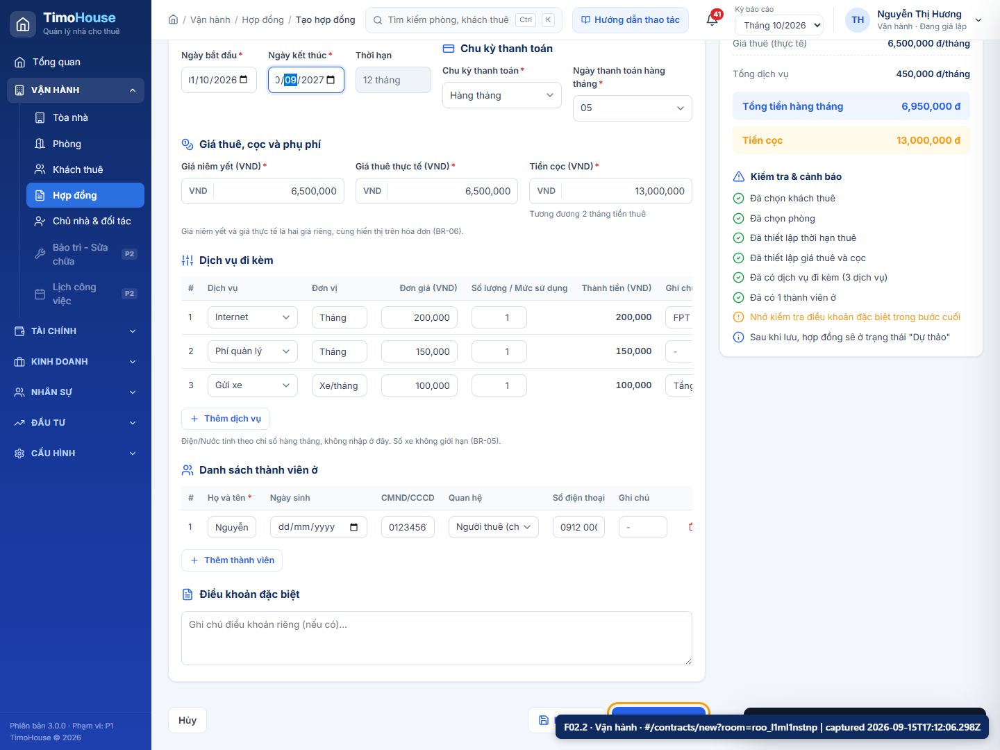 TimoHouse
Quản lý nhà cho thuê
Tổng quan
VẬN HÀNH
Tòa nhà
Phòng
Khách thuê
Hợp đồng
Chủ nhà & đối tác
Bảo trì - Sửa chữa P2
Lịch công việc P2
TÀI CHÍNH
KINH DOANH
NHÂN SỰ
ĐẦU TƯ
CẤU HÌNH
Phiên bản 3.0.0 · Phạm vi: P1
TimoHouse © 2026
/ Vận hành / Hợp đồng / Tạo hợp đồng
Tìm kiếm phòng, khách thuê Ctrl K
Hướng dẫn thao tác
41
Kỳ báo cáo
Tháng 10/2026
TH
Nguyễn Thị Hương
Vận hành · Đang giả lập
Ngày bắt đầu * Ngày kết thúc * Thời hạn
/10/2026 /09/2027 12 tháng
Chu kỳ thanh toán
Chu kỳ thanh toán * Ngày thanh toán hàng tháng *
Hàng tháng 05
Giá thuê, cọc và phụ phí
Giá niêm yết (VND) * Giá thuê thực tế (VND) * Tiền cọc (VND) *
VND 6,500,000 VND 6,500,000 VND 13,000,000
Tương đương 2 tháng tiền thuê
Giá niêm yết và giá thực tế là hai giá riêng, cùng hiển thị trên hóa đơn (BR-06).
Dịch vụ đi kèm
# Dịch vụ Đơn vị Đơn giá (VND) Số lượng / Mức sử dụng Thành tiền (VND) Ghi
1 Internet Tháng 200,000 1 200,000 FPT
2 Phí quản lý Tháng 150,000 1 150,000 -
3 Gửi xe Xe/tháng 100,000 1 100,000
+ Thêm dịch vụ
Điện/Nước tính theo chỉ số hàng tháng, không nhập ở đây. Số xe không giới hạn (BR-05).
Danh sách thành viên ở
# Họ và tên * Ngày sinh CMND/CCCD Quan hệ Số điện thoại Ghi chú
1 Nguyễn dd/mm/yyyy 0123456 Người thuê (ch 0912 00 -
+ Thêm thành viên
Điều khoản đặc biệt
Ghi chú điều khoản riêng (nếu có)...
Hủy
Giá thuê (thực tế) 6,500,000 đ/tháng
Tổng dịch vụ 450,000 đ/tháng
Tổng tiền hàng tháng 6,950,000 đ
Tiền cọc 13,000,000 đ
Kiểm tra & cảnh báo
Đã chọn khách thuê
Đã chọn phòng
Đã thiết lập thời hạn thuê
Đã thiết lập giá thuê và cọc
Đã có dịch vụ đi kèm (3 dịch vụ)
Đã có 1 thành viên ở
Nhớ kiểm tra điều khoản đặc biệt trong bước cuối
Sau khi lưu, hợp đồng sẽ ở trạng thái "Dự thảo"
F02.2 · Vận hành · #/contracts/new?room=roo_l1ml1nstnp | captured 2026-09-15T17:12:06.298Z